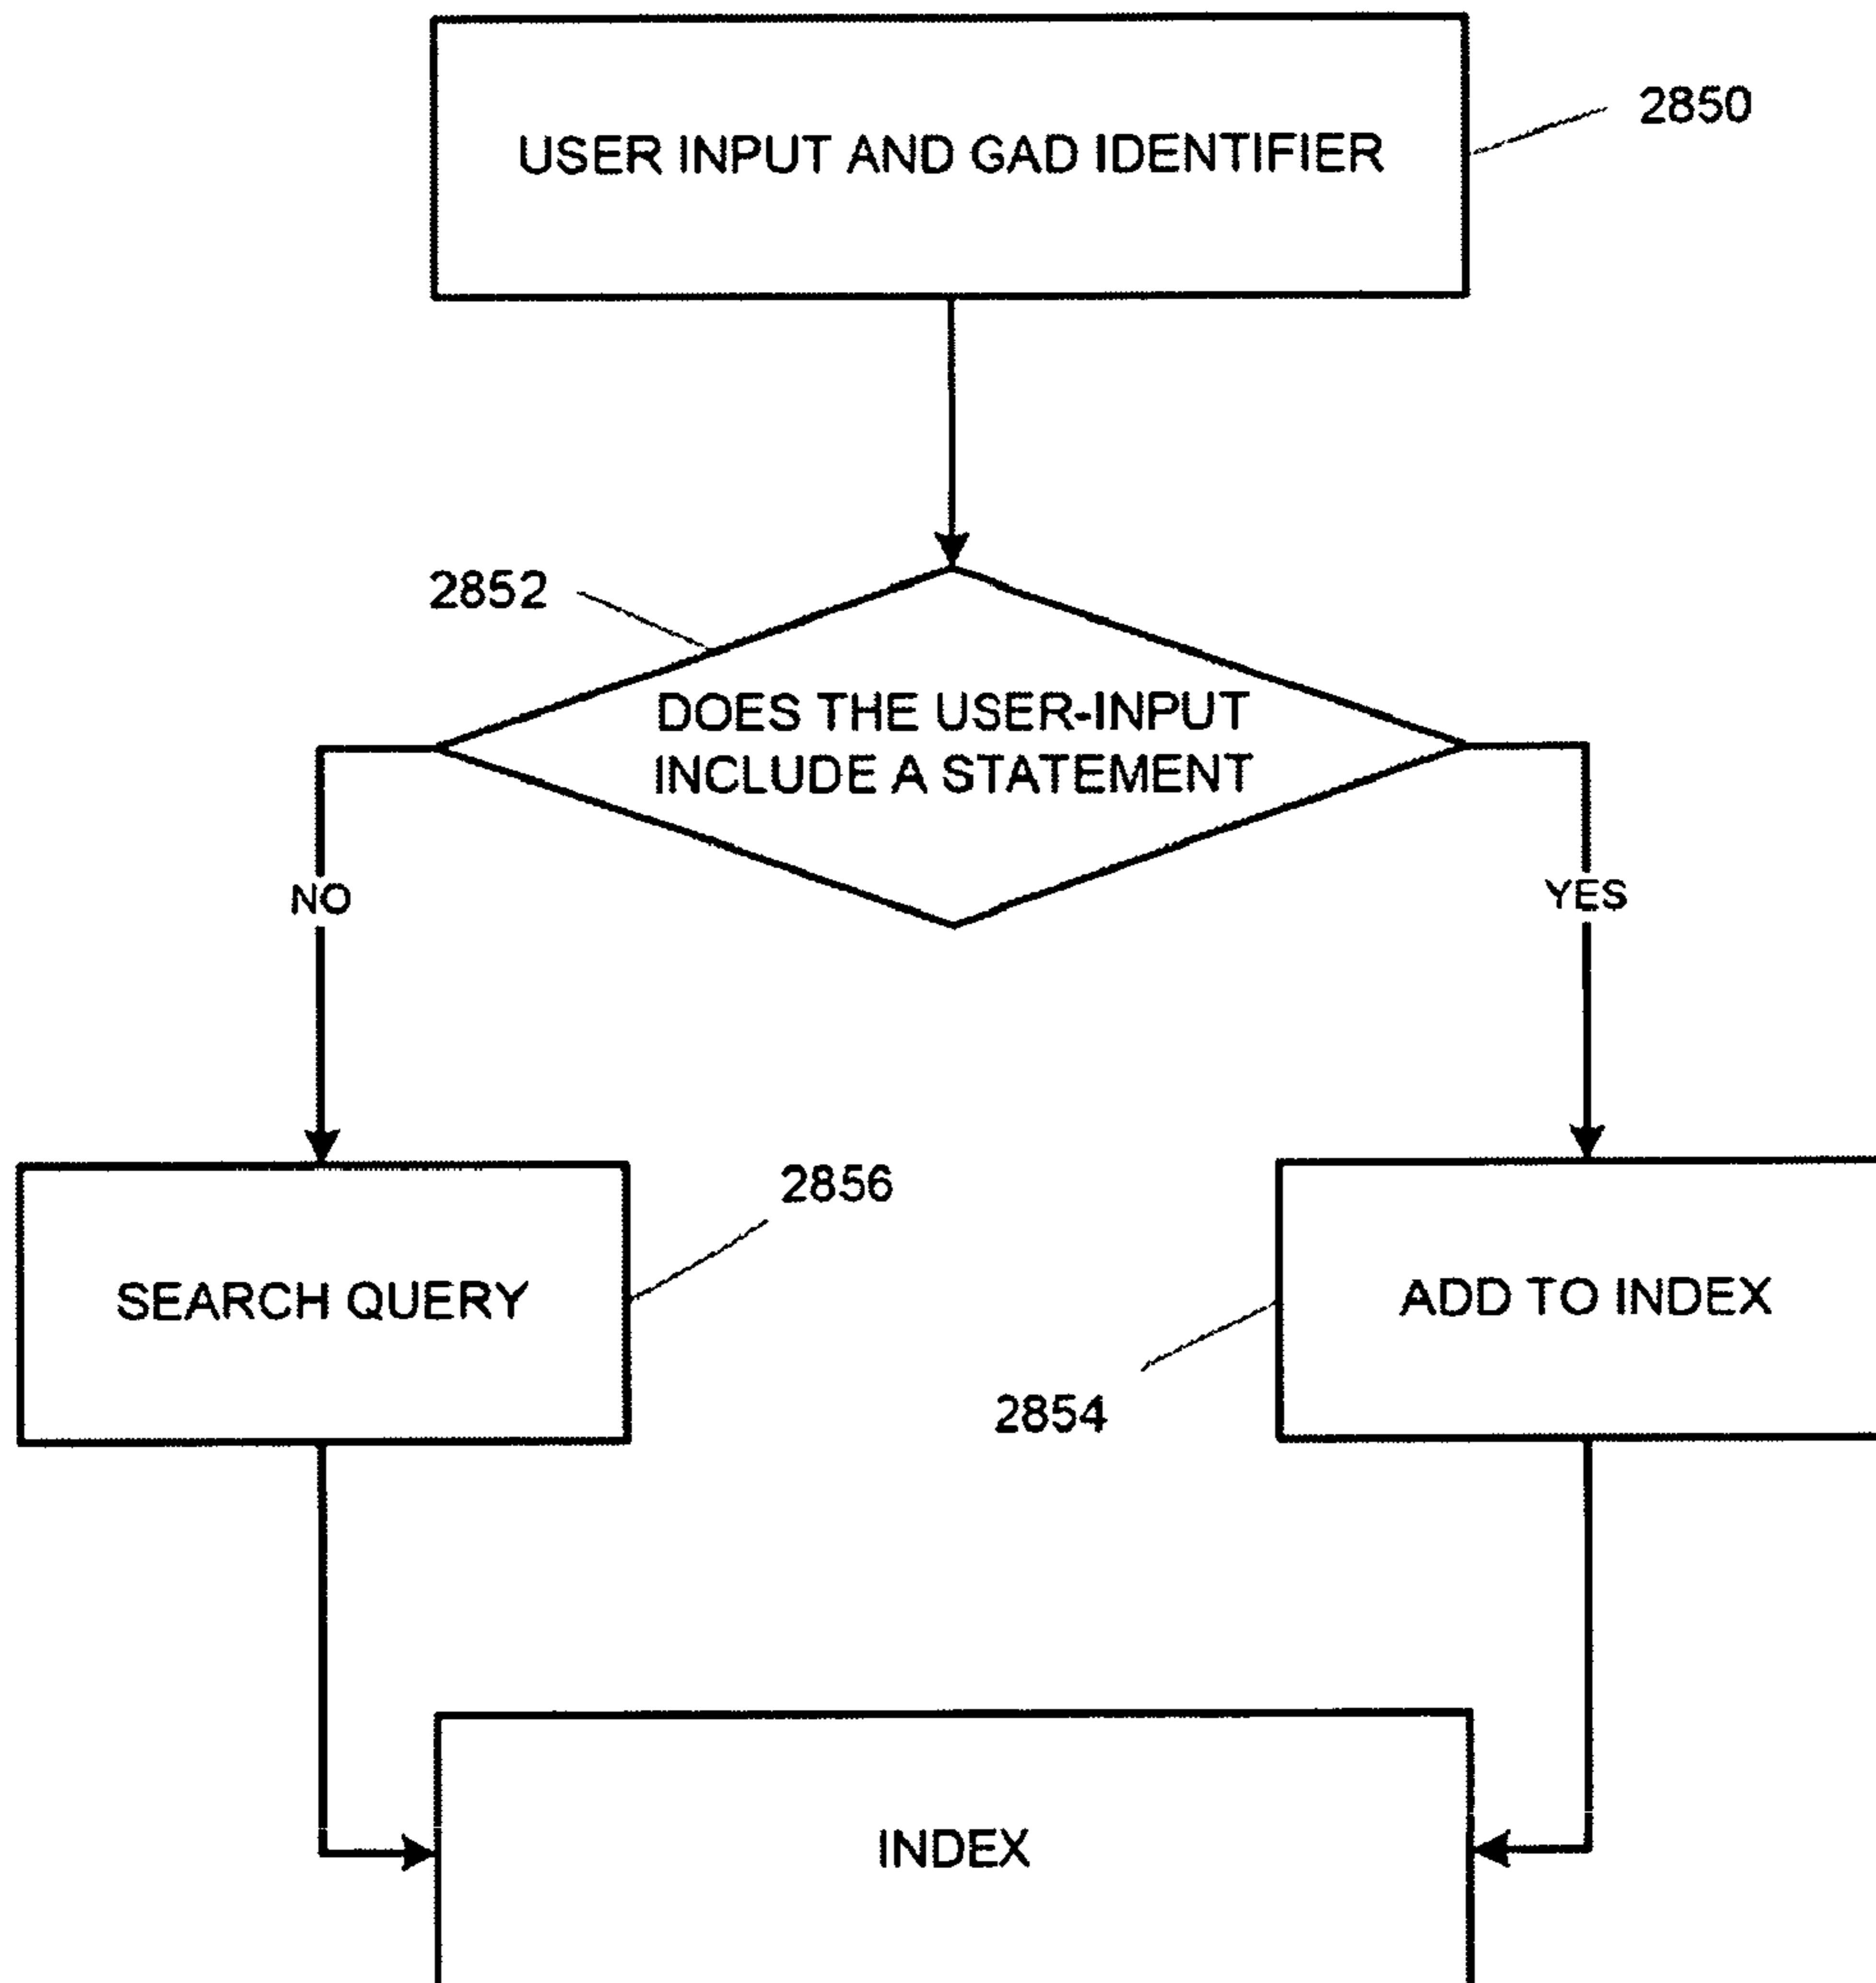 USER INPUT AND GAD IDENTIFIER
2850
2852
DOES THE USER-INPUT
INCLUDE A STATEMENT
NO
YES
SEARCH QUERY
2856
ADD TO INDEX
2854
INDEX